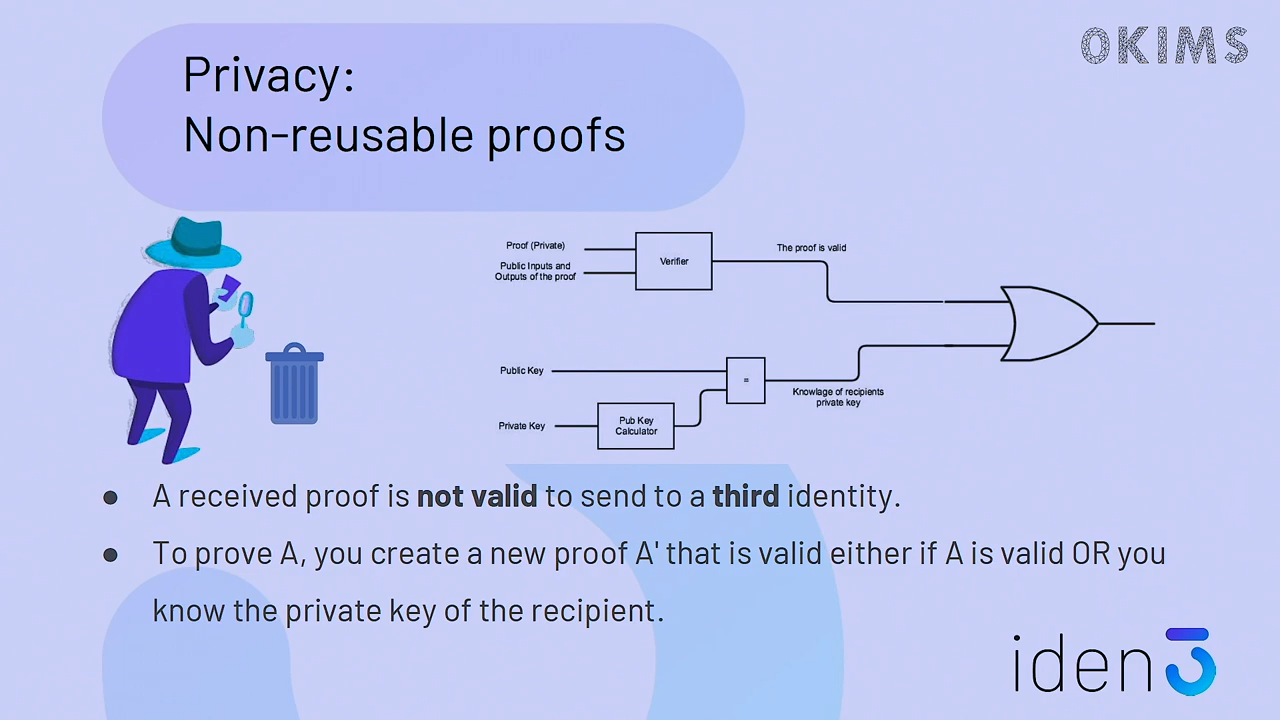 Privacy:
Non-reusable proofs
OKIMS
Proof (Private)
Public Inputs and
Outputs of the proof
Verifier
The proof is valid
Public Key
=
Knowlage of recipients
private key
Private Key
Pub Key
Calculator
● A received proof is not valid to send to a third identity.
● To prove A, you create a new proof A' that is valid either if A is valid OR you
know the private key of the recipient.
iden3